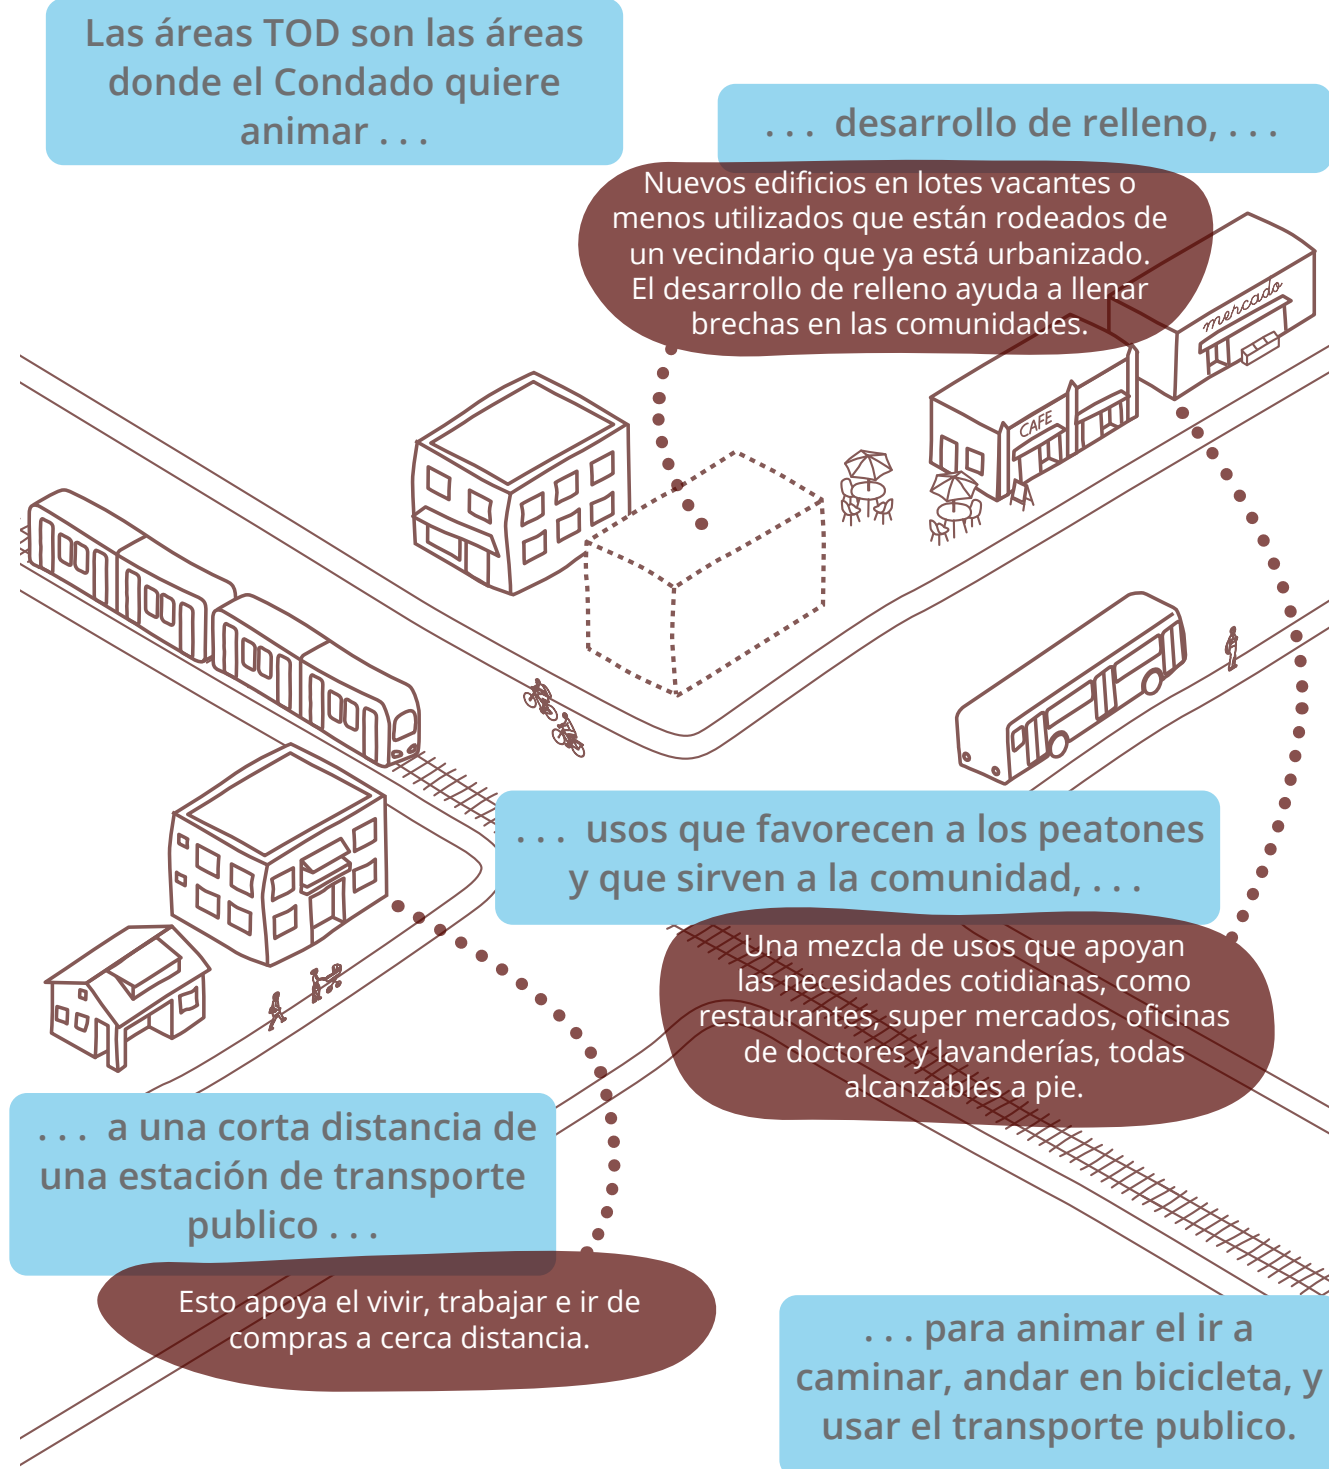 Las áreas TOD son las áreas
donde el Condado quiere
animar . . .
. . . desarrollo de relleno, . . .
Nuevos edificios en lotes vacantes o
menos utilizados que están rodeados de
un vecindario que ya está urbanizado.
El desarrollo de relleno ayuda a llenar
brechas en las comunidades.
mercado
CAFE
. . . usos que favorecen a los peatones
y que sirven a la comunidad, . . .
Una mezcla de usos que apoyan
las necesidades cotidianas, como
restaurantes, super mercados, oficinas
de doctores y lavanderías, todas
alcanzables a pie.
. . . a una corta distancia de
una estación de transporte
publico . . .
Esto apoya el vivir, trabajar e ir de
compras a cerca distancia.
. . . para animar el ir a
caminar, andar en bicicleta, y
usar el transporte publico.